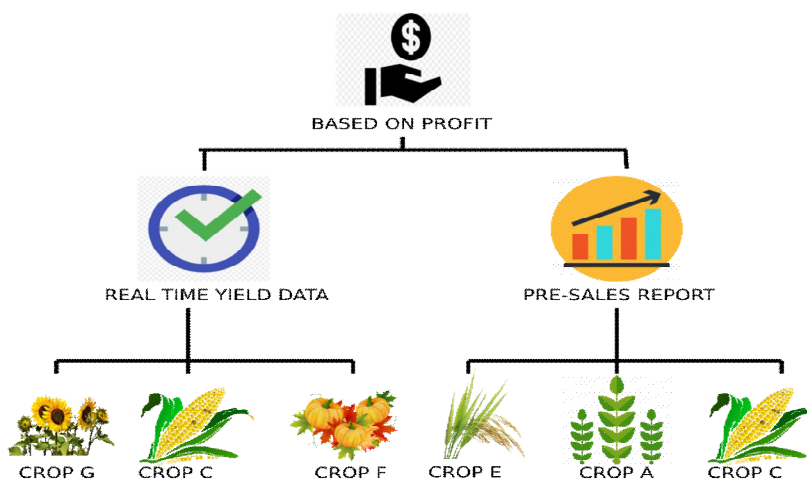 $
BASED ON PROFIT
REAL TIME YIELD DATA
PRE-SALES REPORT
CROP G
CROP C
CROP F
CROP E
CROP A
CROP C